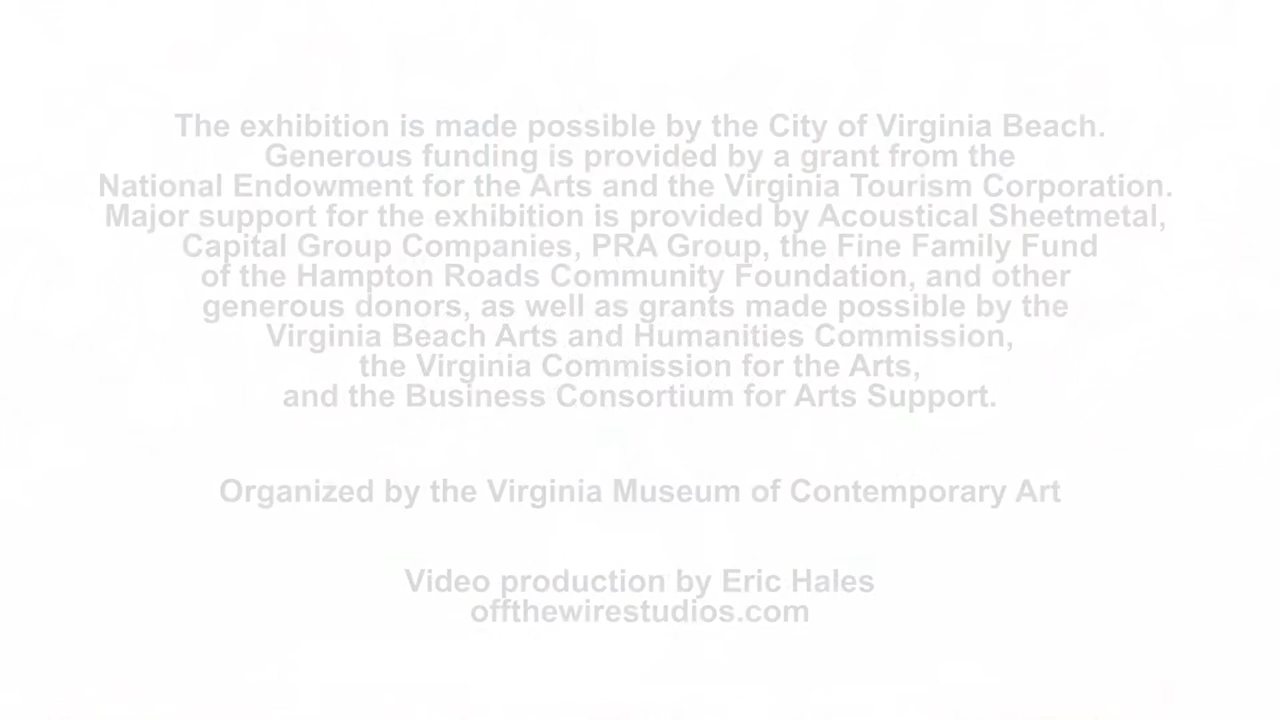 The exhibition is made possible by the City of Virginia Beach.
Generous funding is provided by a grant from the
National Endowment for the Arts and the Virginia Tourism Corporation.
Major support for the exhibition is provided by Acoustical Sheetmetal,
Capital Group Companies, PRA Group, the Fine Family Fund
of the Hampton Roads Community Foundation, and other
generous donors, as well as grants made possible by the
Virginia Beach Arts and Humanities Commission,
the Virginia Commission for the Arts,
and the Business Consortium for Arts Support.
Organized by the Virginia Museum of Contemporary Art
Video production by Eric Hales
offthewirestudios.com